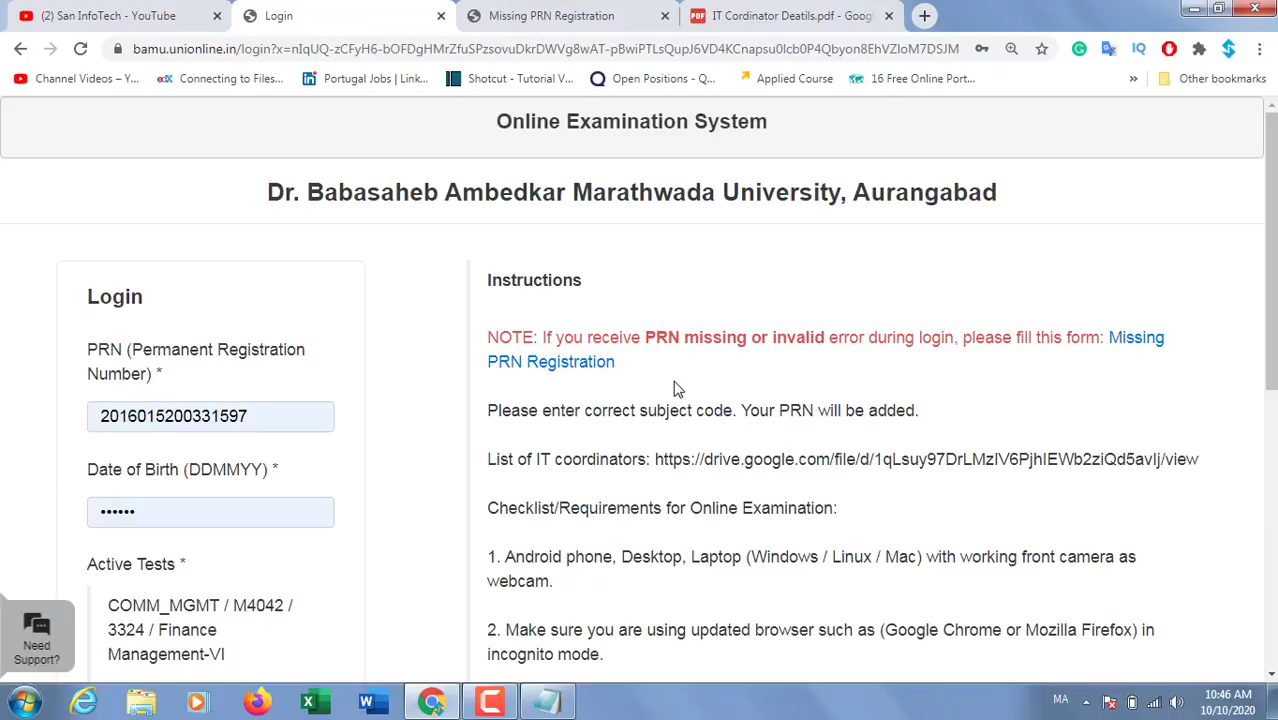 (2) San InfoTech - YouTube
Login
Missing PRN Registration
IT Cordinator Deatils.pdf - Googl
bamu.unionline.in/login?x=nIqUQ-zCFyH6-bOFDgHMrZfdSPzsovuDkrDWVg8wAT-pBwiPTLsQupJ6VD4KCnapsu0lcb0P4Qbyon8EhVZl0M7DSJM
Channel Videos – Y...
Connecting to Files...
Portugal Jobs | Link...
Shotcut - Tutorial V...
Open Positions - Q...
Applied Course
16 Free Online Port...
»
Other bookmarks
Online Examination System
Dr. Babasaheb Ambedkar Marathwada University, Aurangabad
Login
PRN (Permanent Registration
Number) *
2016015200331597
Date of Birth (DDMMYY) *
••••••
Active Tests *
COMM_MGMT / M4042 /
3324 / Finance
Management-VI
Need
Support?
Instructions
NOTE: If you receive PRN missing or invalid error during login, please fill this form: Missing
PRN Registration
Please enter correct subject code. Your PRN will be added.
List of IT coordinators: https://drive.google.com/file/d/1qLsuy97DrLMzIV6PjhIEWb2ziQd5avIj/view
Checklist/Requirements for Online Examination:
1. Android phone, Desktop, Laptop (Windows / Linux / Mac) with working front camera as
webcam.
2. Make sure you are using updated browser such as (Google Chrome or Mozilla Firefox) in
incognito mode.
MA
10:46 AM
10/10/2020